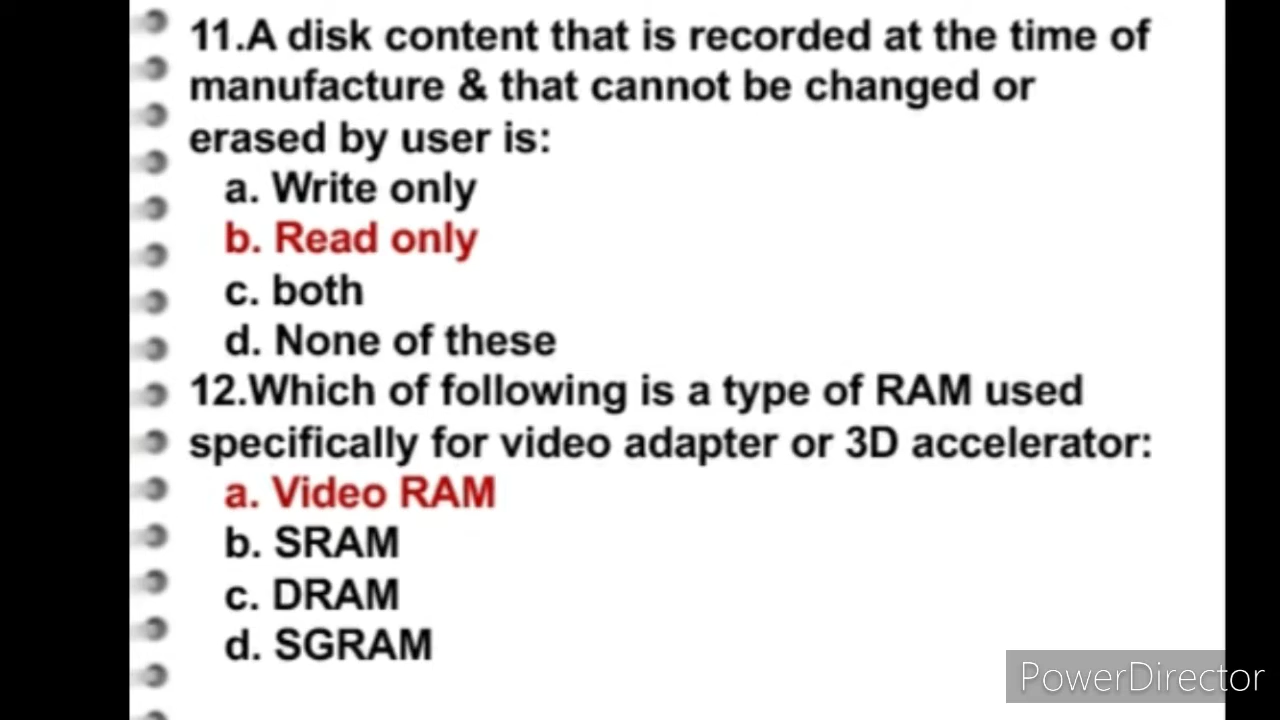 11.A disk content that is recorded at the time of
manufacture & that cannot be changed or
erased by user is:
a. Write only
b. Read only
c. both
d. None of these
12.Which of following is a type of RAM used
specifically for video adapter or 3D accelerator:
a. Video RAM
b. SRAM
c. DRAM
d. SGRAM
PowerDirector